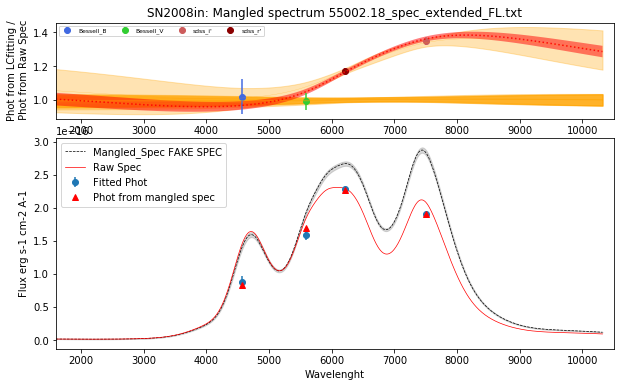 SN2008in: Mangled spectrum 55002.18_spec_extended_FL.txt
Phot from LCfitting /
Phot from Raw Spec
Bessell_B
Bessell_V
sdss_i'
sdss_r'
1.4
1.2
1.0
2000 3000 4000 5000 6000 7000 8000 9000 10000
1e−16
Flux erg s-1 cm-2 A-1
3.0
2.5
2.0
1.5
1.0
0.5
0.0
Mangled_Spec FAKE SPEC
Raw Spec
Fitted Phot
Phot from mangled spec
2000 3000 4000 5000 6000 7000 8000 9000 10000
Wavelenght